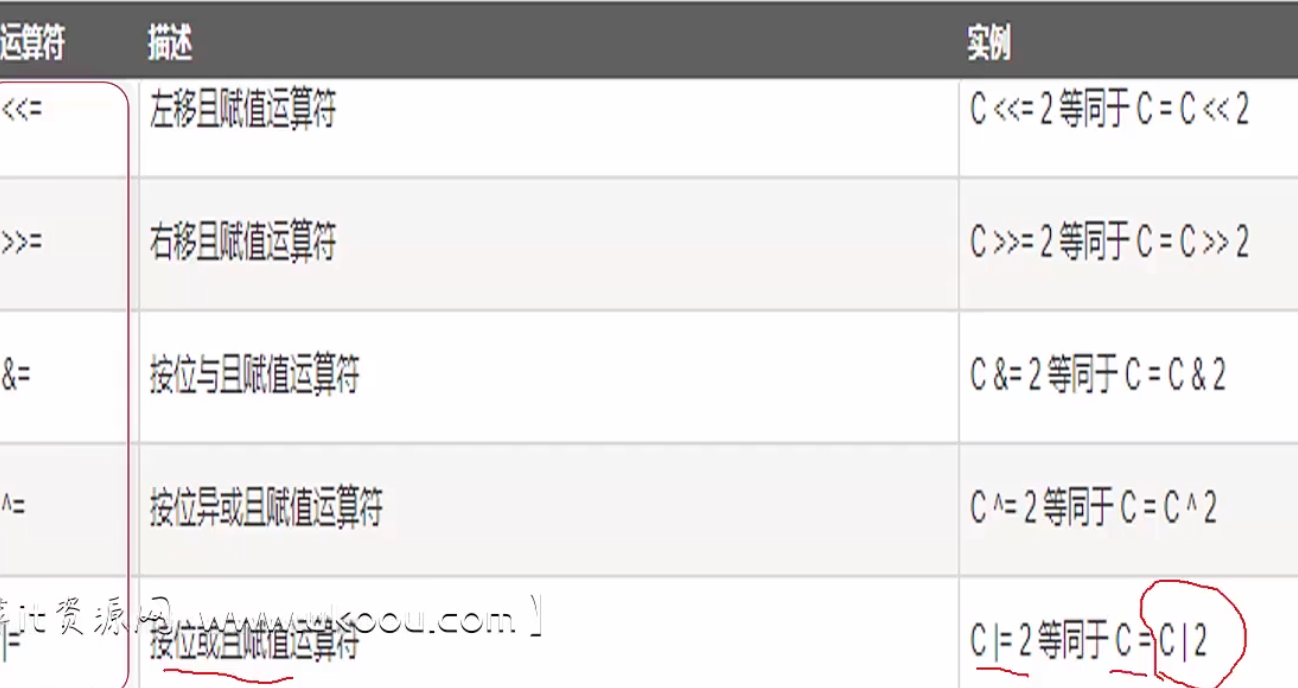 运算符 描述 实例
<<= 左移且赋值运算符 C <<= 2 等同于 C = C << 2
>>= 右移且赋值运算符 C >>= 2 等同于 C = C >> 2
&= 按位与且赋值运算符 C &= 2 等同于 C = C & 2
^= 按位异或且赋值运算符 C ^= 2 等同于 C = C ^ 2
it资源网 www.ukoou.com】
|= 按位或且赋值运算符 C |= 2 等同于 C = C | 2